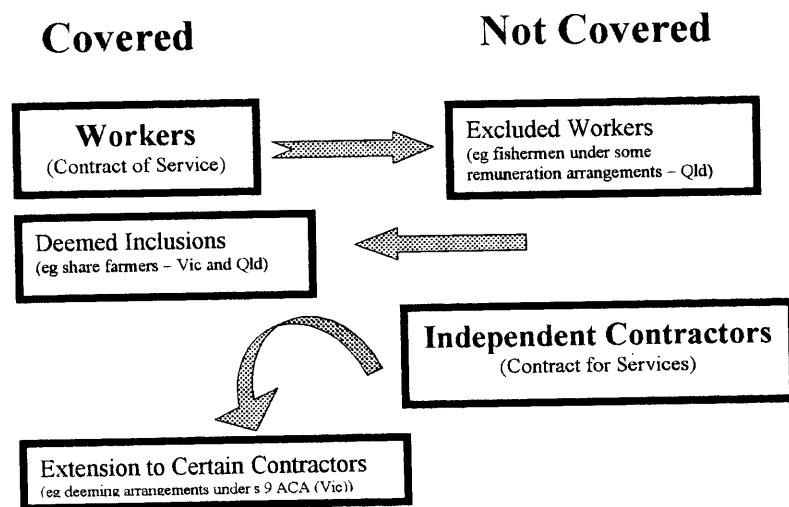 Covered
Not Covered
Workers
(Contract of Service)
Excluded Workers
(eg fishermen under some
remuneration arrangements – Qld)
Deemed Inclusions
(eg share farmers – Vic and Qld)
Independent Contractors
(Contract for Services)
Extension to Certain Contractors
(eg deeming arrangements under s 9 ACA (Vic))